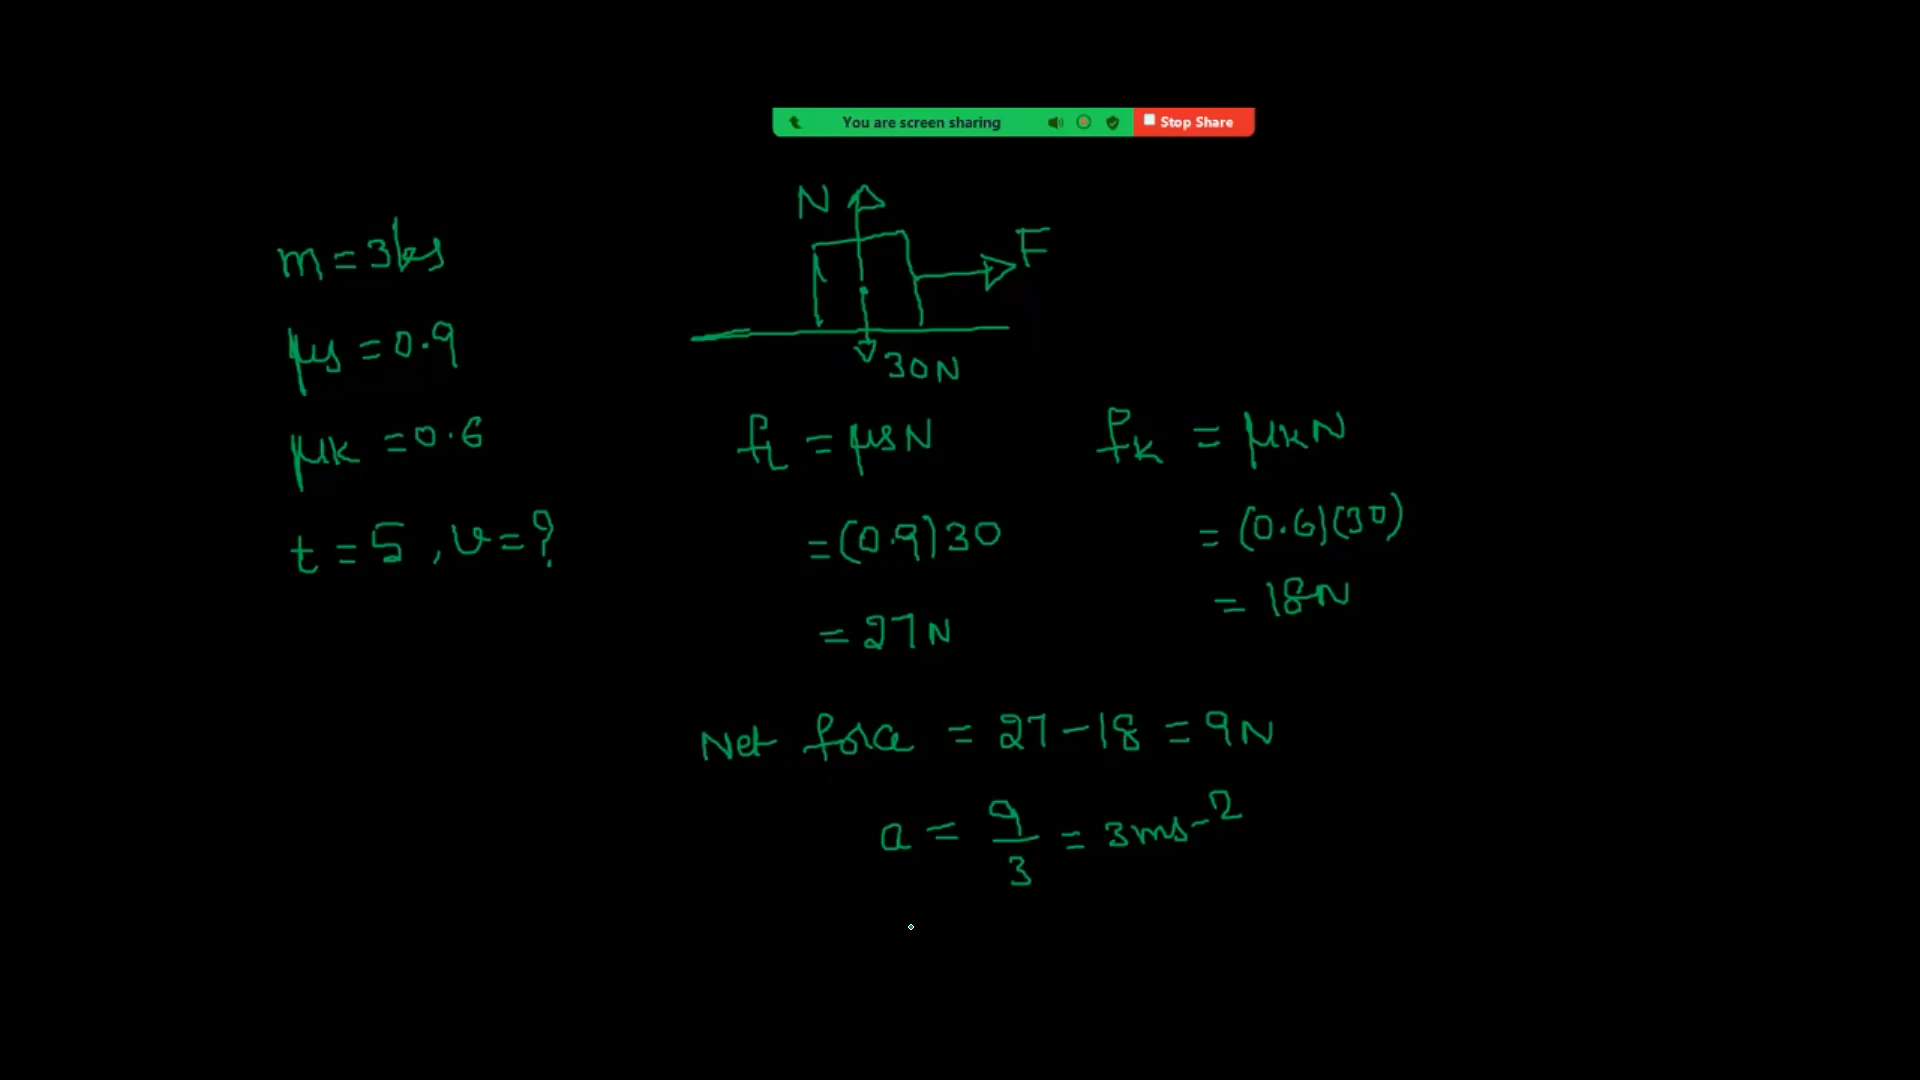 You are screen sharing Stop Share
N
F
30N
m = 3kg
μs = 0.9
μk = 0.6
t = 5, v = ?
fL = μsN
= (0.9)30
= 27N
fk = μkN
= (0.6)(30)
= 18N
Net force = 27 - 18 = 9N
a = 9/3 = 3ms-2